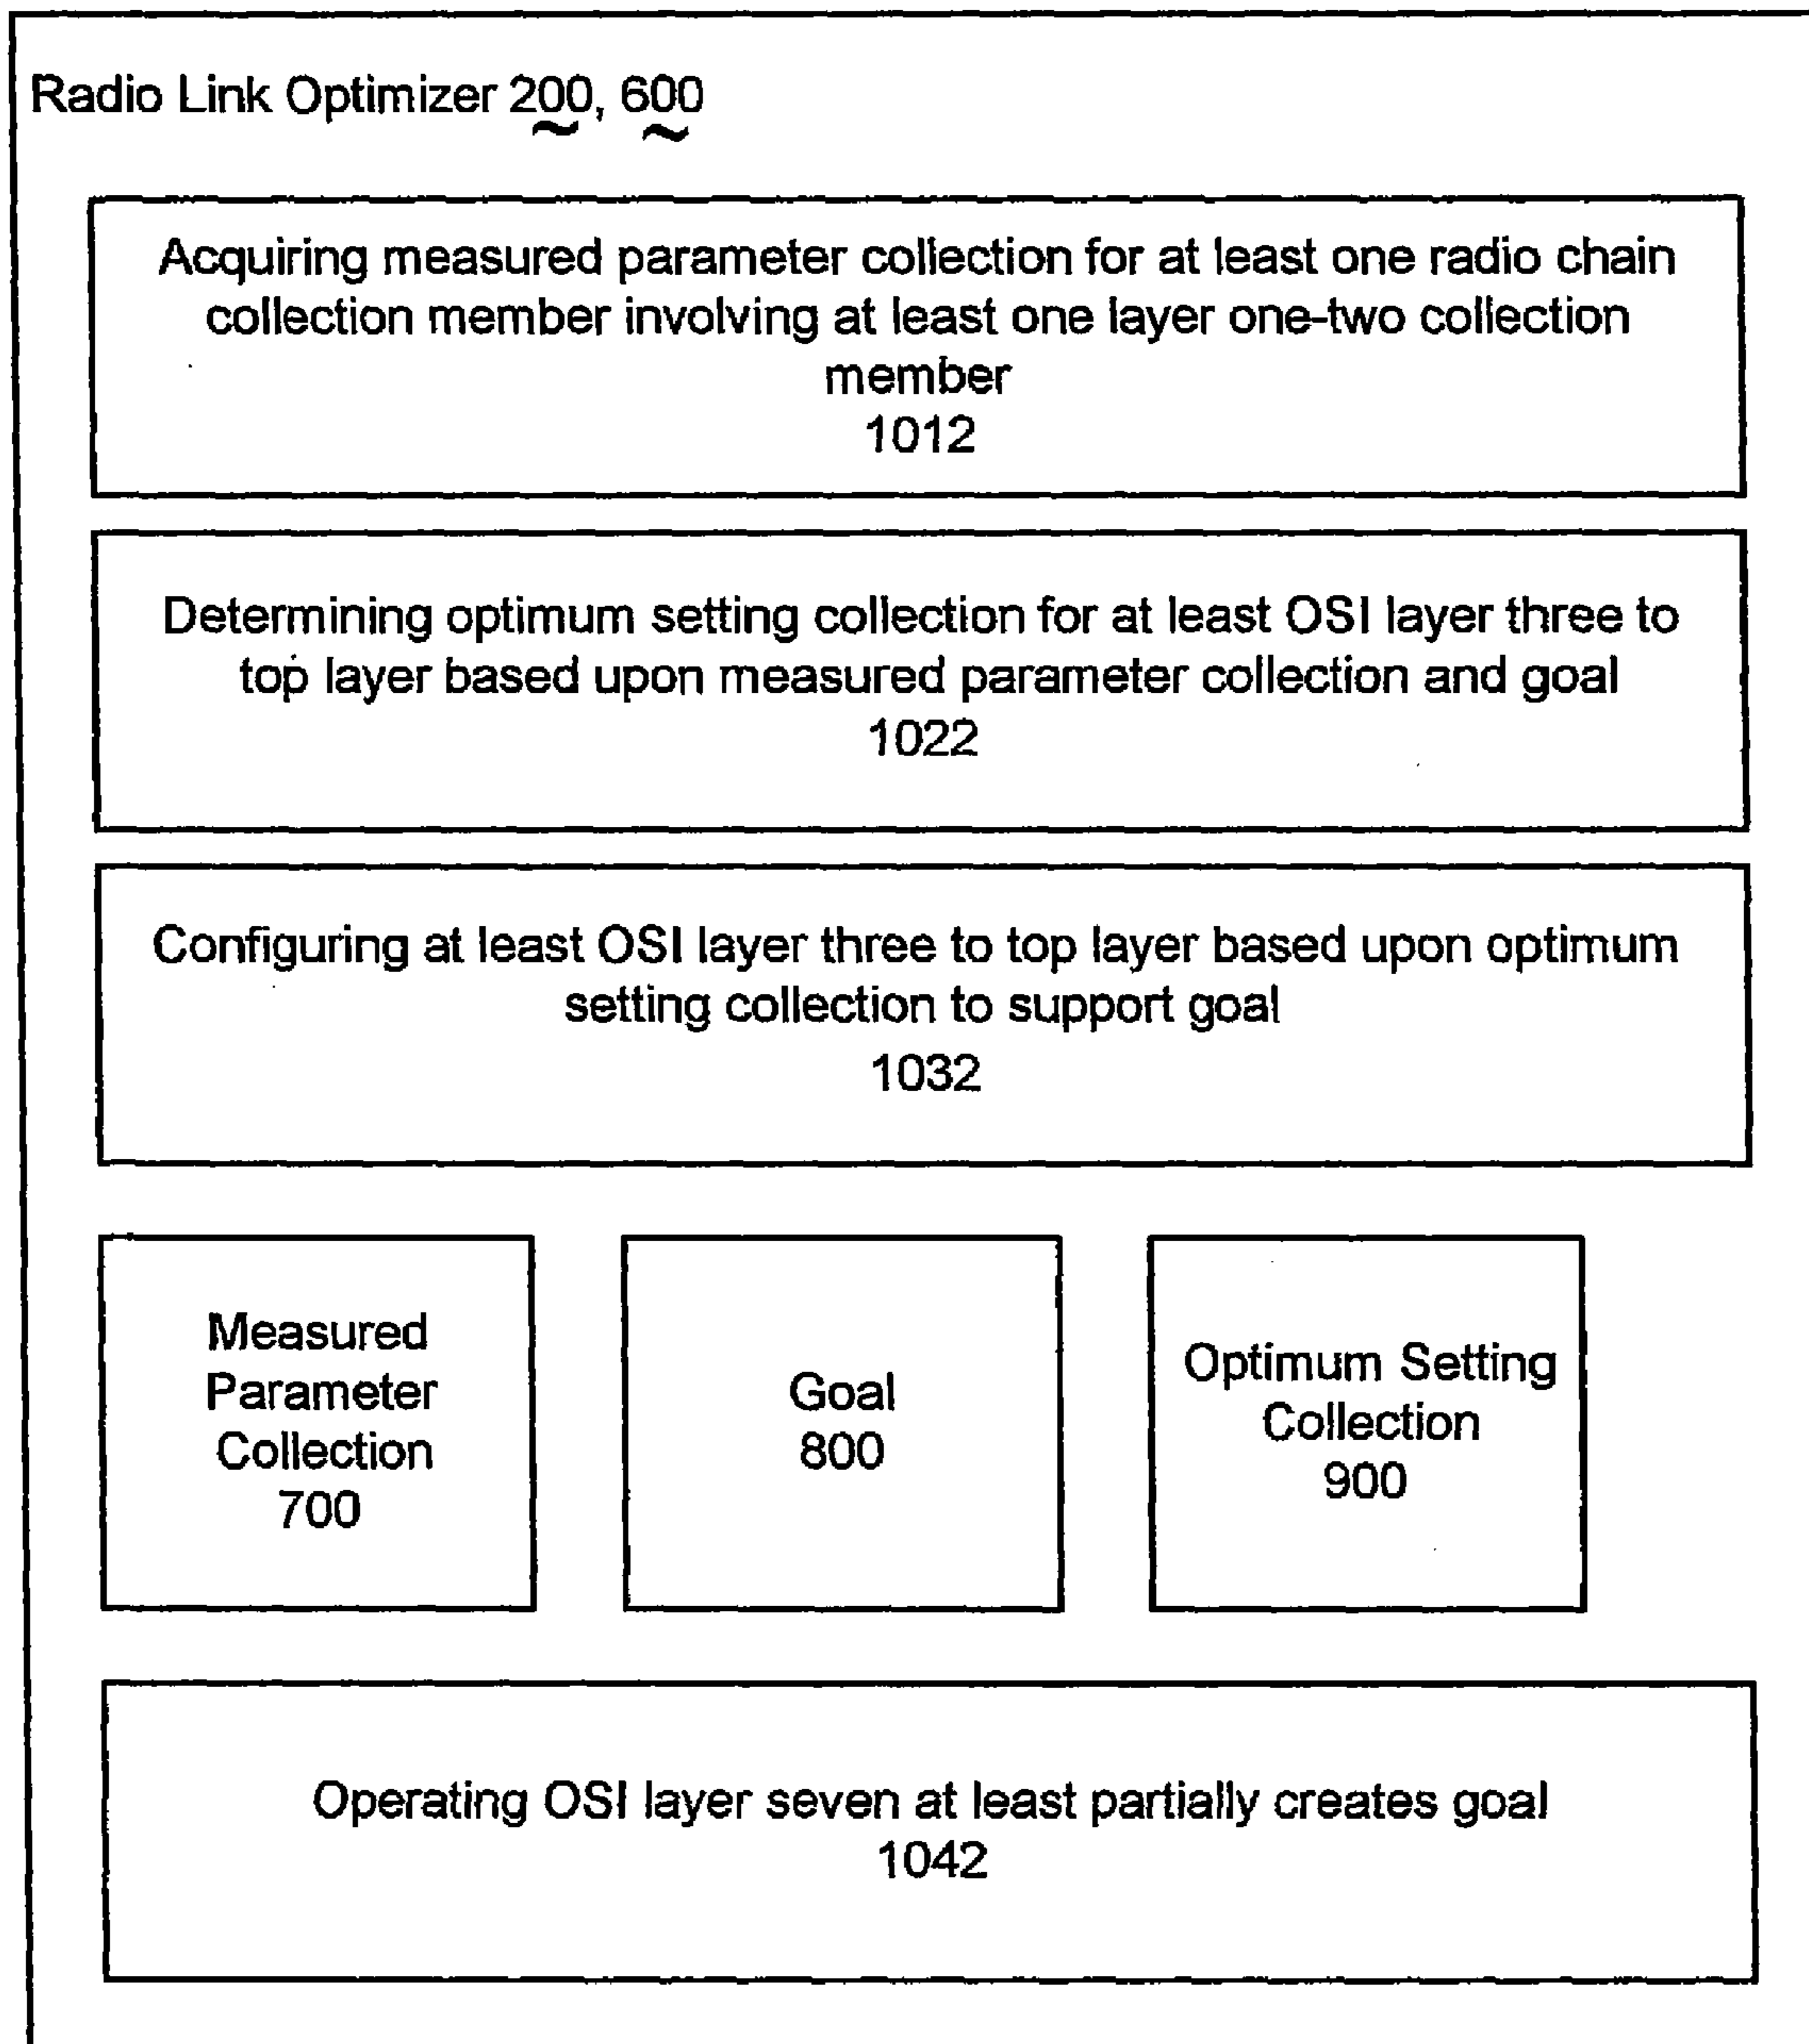 Radio Link Optimizer 200, 600
Acquiring measured parameter collection for at least one radio chain
collection member involving at least one layer one-two collection
member
1012
Determining optimum setting collection for at least OSI layer three to
top layer based upon measured parameter collection and goal
1022
Configuring at least OSI layer three to top layer based upon optimum
setting collection to support goal
1032
Measured
Parameter
Collection
700
Goal
800
Optimum Setting
Collection
900
Operating OSI layer seven at least partially creates goal
1042